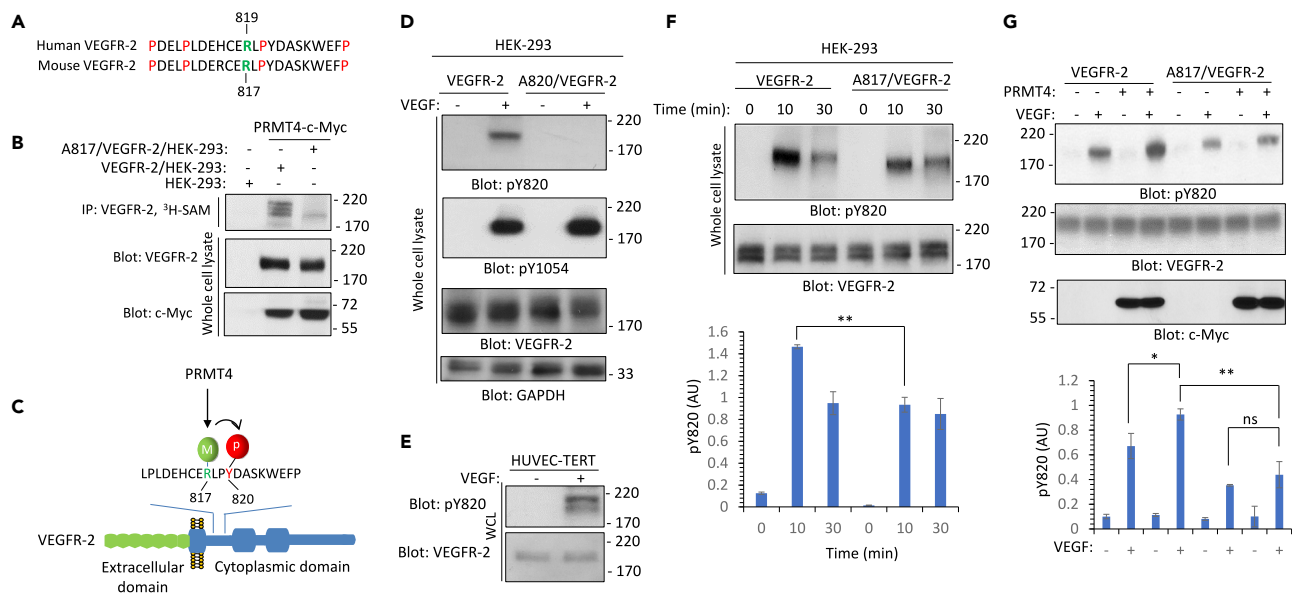 A
819
Human VEGFR-2 PDELPLDEHCERLPYDASKWEFP
Mouse VEGFR-2 PDELPLDERCERLPYDASKWEFP
817
B
PRMT4-c-Myc
A817/VEGFR-2/HEK-293: - - +
VEGFR-2/HEK-293: - + -
HEK-293: + - -
IP: VEGFR-2, ³H-SAM
- 220
- 170
Blot: VEGFR-2
- 220
- 170
Blot: c-Myc
- 72
- 55
Whole cell lysate
C
PRMT4
M
p
LPLDEHCERLPYDASKWEFP
817
820
VEGFR-2
Extracellular
domain
Cytoplasmic domain
D
HEK-293
VEGFR-2 A820/VEGFR-2
VEGF: - + - +
- 220
- 170
Blot: pY820
- 220
- 170
Blot: pY1054
- 170
Blot: VEGFR-2
- 33
Blot: GAPDH
Whole cell lysate
E
HUVEC-TERT
VEGF: - +
Blot: pY820
- 220
- 170
Blot: VEGFR-2
- 220
- 170
WCL
F
HEK-293
VEGFR-2 A817/VEGFR-2
Time (min): 0 10 30 0 10 30
- 220
- 170
Blot: pY820
- 170
Blot: VEGFR-2
Whole cell lysate
1.6
1.4
1.2
1
0.8
0.6
0.4
0.2
0
pY820 (AU)
**
0 10 30 0 10 30
Time (min)
G
VEGFR-2 A817/VEGFR-2
PRMT4: - - + + - - + +
VEGF: - + - + - + - +
220 -
170 -
Blot: pY820
220 -
170 -
Blot: VEGFR-2
72 -
55 -
Blot: c-Myc
1.2
1
0.8
0.6
0.4
0.2
0
pY820 (AU)
*
**
ns
VEGF: - + - + - + - +